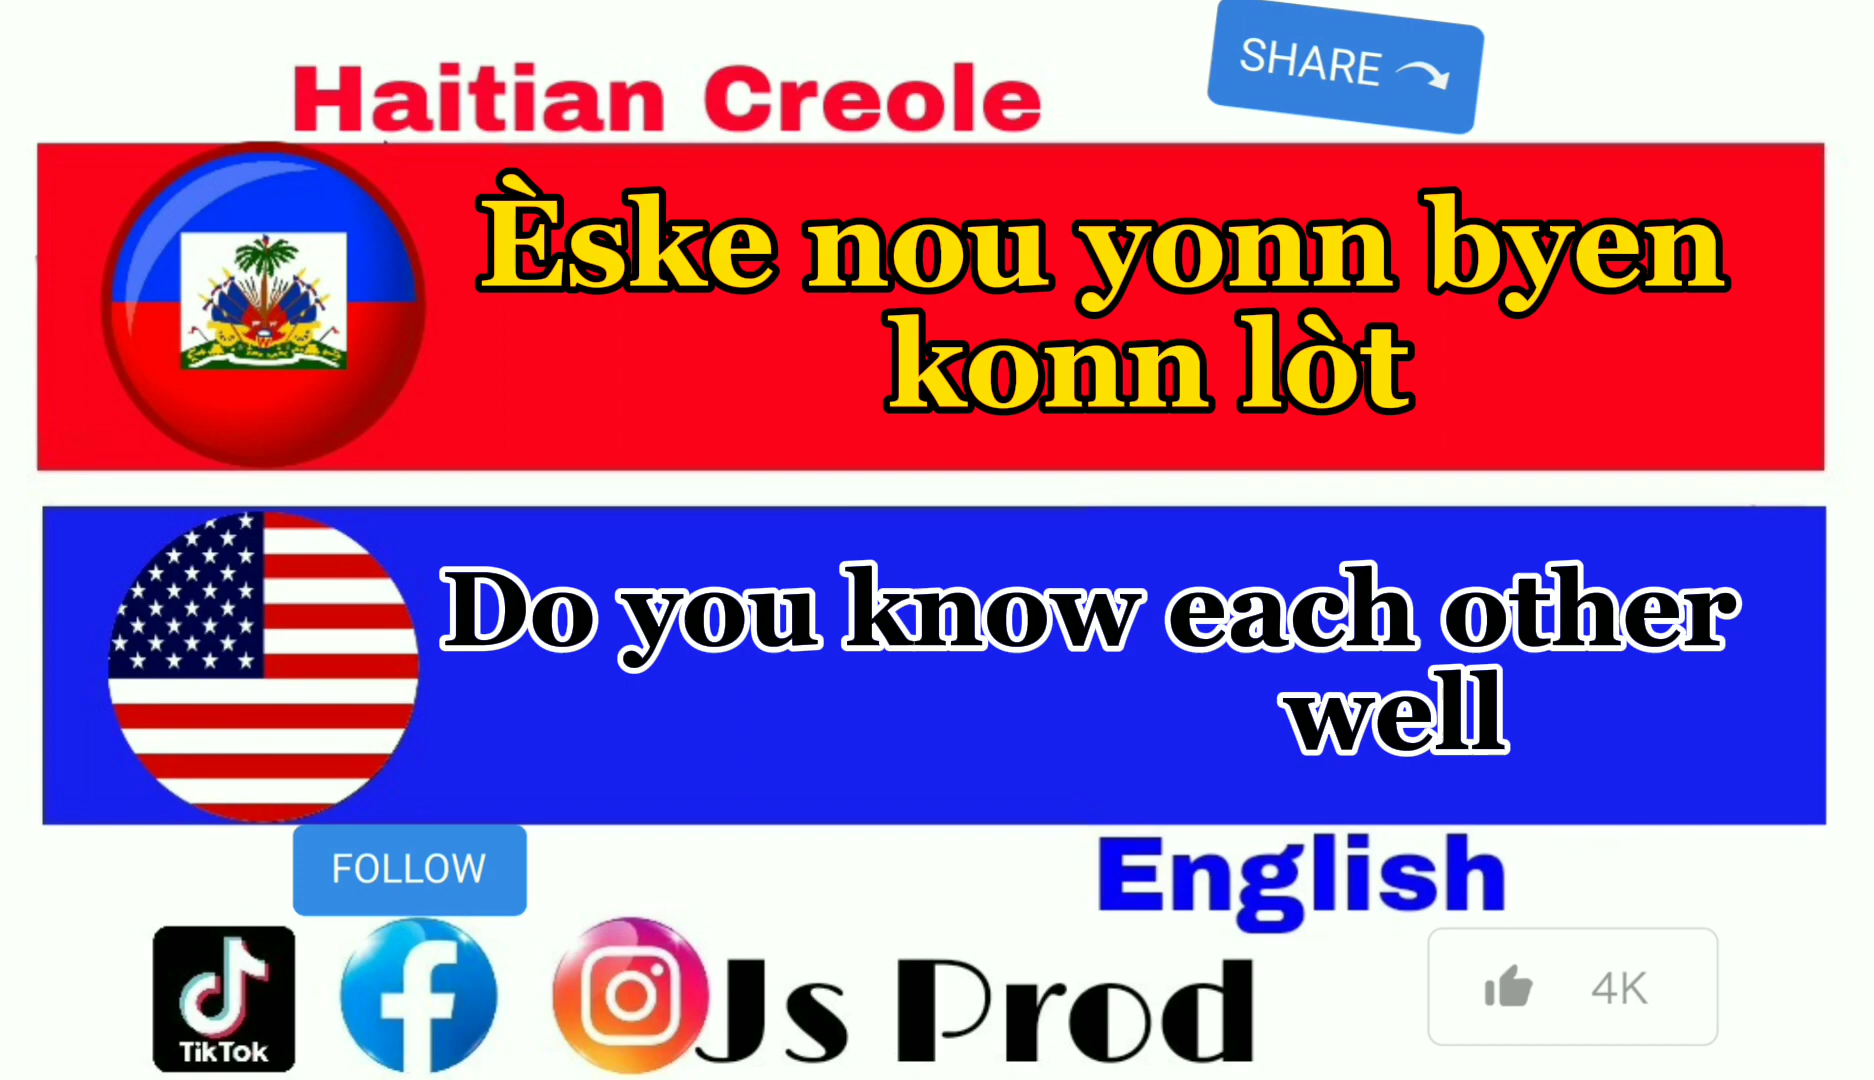 SHARE
Haitian Creole
Èske nou yonn byen
konn lòt
Do you know each other
well
FOLLOW
English
TikTok
Js Prod
4K